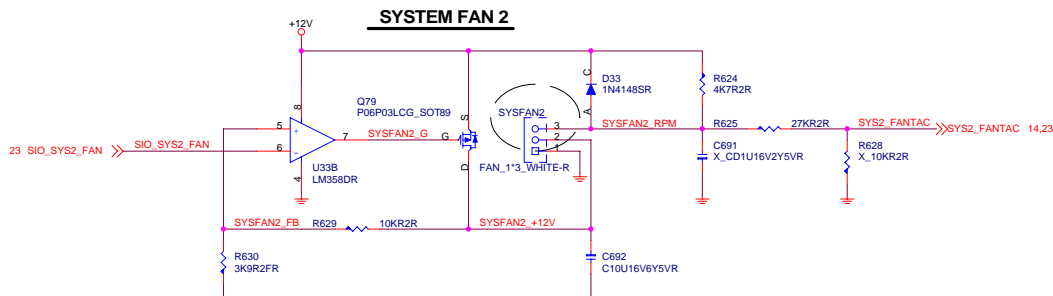 SYSTEM FAN 2
+12V
D33
1N4148SR
C
A
R624
4K7R2R
Q79
P06P03LCG_SOT89
S
G
D
SYSFAN2
3
2
1
FAN_1*3_WHITE-R
8
5
6
7
4
+
-
U33B
LM358DR
SYSFAN2_G
SYSFAN2_RPM
R625
27KR2R
SYS2_FANTAC
SYS2_FANTAC 14,23
23 SIO_SYS2_FAN
SIO_SYS2_FAN
C691
X_CD1U16V2Y5VR
R628
X_10KR2R
SYSFAN2_FB
R629
10KR2R
SYSFAN2_+12V
R630
3K9R2FR
C692
C10U16V6Y5VR